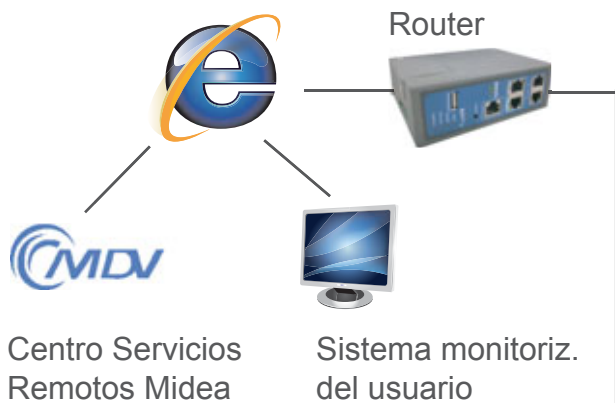 Router
MDV
Centro Servicios
Remotos Midea
Sistema monitoriz.
del usuario